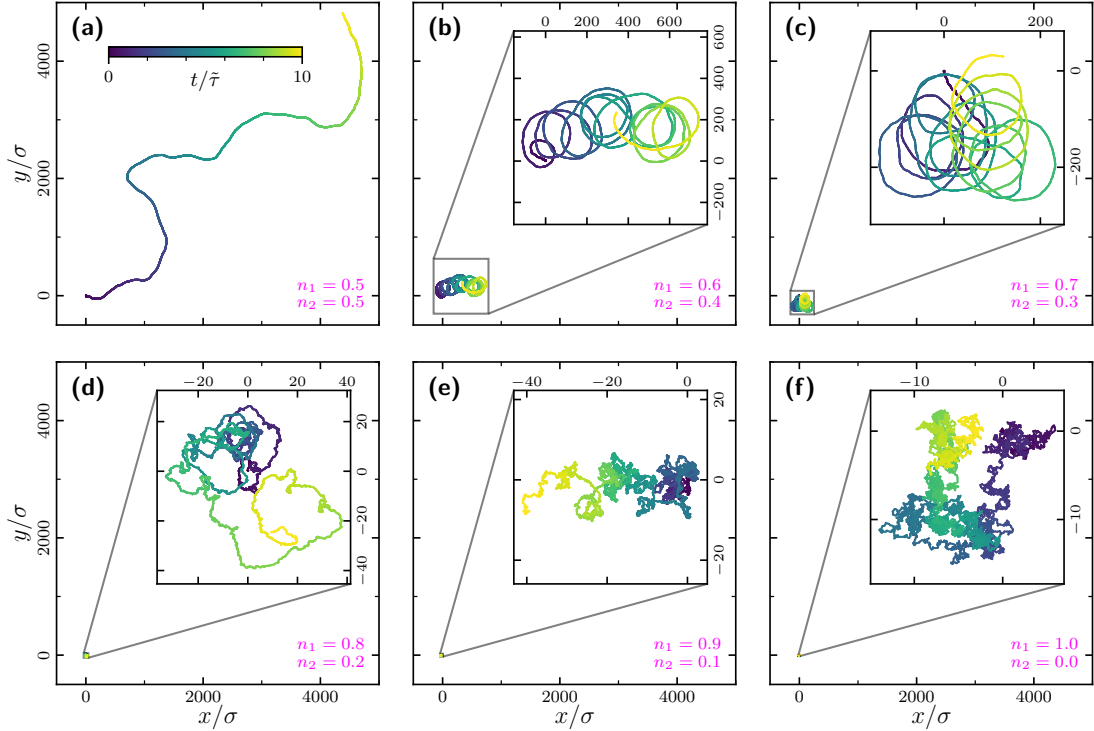 (a)
0
10
t/τ̃
4000
2000
0
y/σ
n₁ = 0.5
n₂ = 0.5
(b)
0 200 400 600
600
400
200
0
−200
n₁ = 0.6
n₂ = 0.4
(c)
0 200
0
−200
n₁ = 0.7
n₂ = 0.3
(d)
−20 0 20 40
20
0
−20
−40
4000
2000
0
y/σ
n₁ = 0.8
n₂ = 0.2
0 2000 4000
x/σ
(e)
−40 −20 0
20
0
−20
n₁ = 0.9
n₂ = 0.1
0 2000 4000
x/σ
(f)
−10 0
0
−10
n₁ = 1.0
n₂ = 0.0
0 2000 4000
x/σ